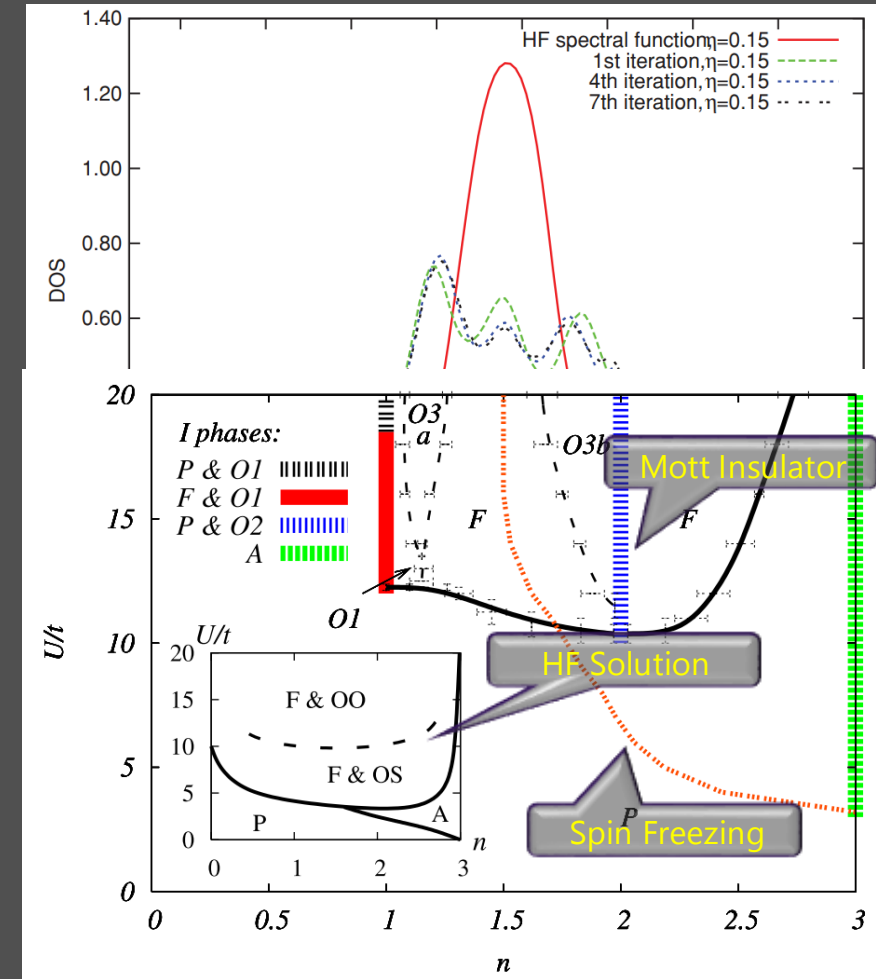 1.40
HF spectral function,η=0.15
1st iteration,η=0.15
4th iteration,η=0.15
7th iteration,η=0.15
1.20
1.00
0.80
0.60
DOS
20
15
10
5
0
U/t
I phases:
P & O1
F & O1
P & O2
A
O3
a
O3b
Mott Insulator
F
F
r
O1
HF Solution
U/t
20
15
10
5
0
F & OO
F & OS
P
A
n
0
1
2
3
P
Spin Freezing
0
0.5
1
1.5
2
2.5
3
n